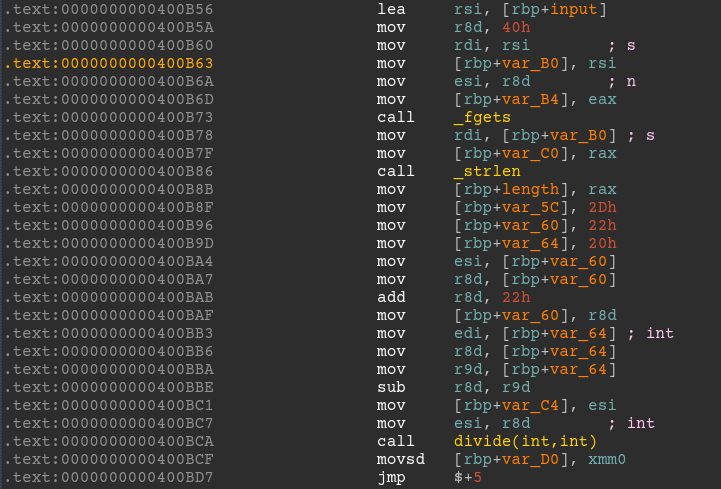 .text:0000000000400B56 lea rsi, [rbp+input]
.text:0000000000400B5A mov r8d, 40h
.text:0000000000400B60 mov rdi, rsi ; s
.text:0000000000400B63 mov [rbp+var_B0], rsi
.text:0000000000400B6A mov esi, r8d ; n
.text:0000000000400B6D mov [rbp+var_B4], eax
.text:0000000000400B73 call _fgets
.text:0000000000400B78 mov rdi, [rbp+var_B0] ; s
.text:0000000000400B7F mov [rbp+var_C0], rax
.text:0000000000400B86 call _strlen
.text:0000000000400B8B mov [rbp+length], rax
.text:0000000000400B8F mov [rbp+var_5C], 2Dh
.text:0000000000400B96 mov [rbp+var_60], 22h
.text:0000000000400B9D mov [rbp+var_64], 20h
.text:0000000000400BA4 mov esi, [rbp+var_60]
.text:0000000000400BA7 mov r8d, [rbp+var_60]
.text:0000000000400BAB add r8d, 22h
.text:0000000000400BAF mov [rbp+var_60], r8d
.text:0000000000400BB3 mov edi, [rbp+var_64] ; int
.text:0000000000400BB6 mov r8d, [rbp+var_64]
.text:0000000000400BBA mov r9d, [rbp+var_64]
.text:0000000000400BBE sub r8d, r9d
.text:0000000000400BC1 mov [rbp+var_C4], esi
.text:0000000000400BC7 mov esi, r8d ; int
.text:0000000000400BCA call divide(int,int)
.text:0000000000400BCF movsd [rbp+var_D0], xmm0
.text:0000000000400BD7 jmp $+5